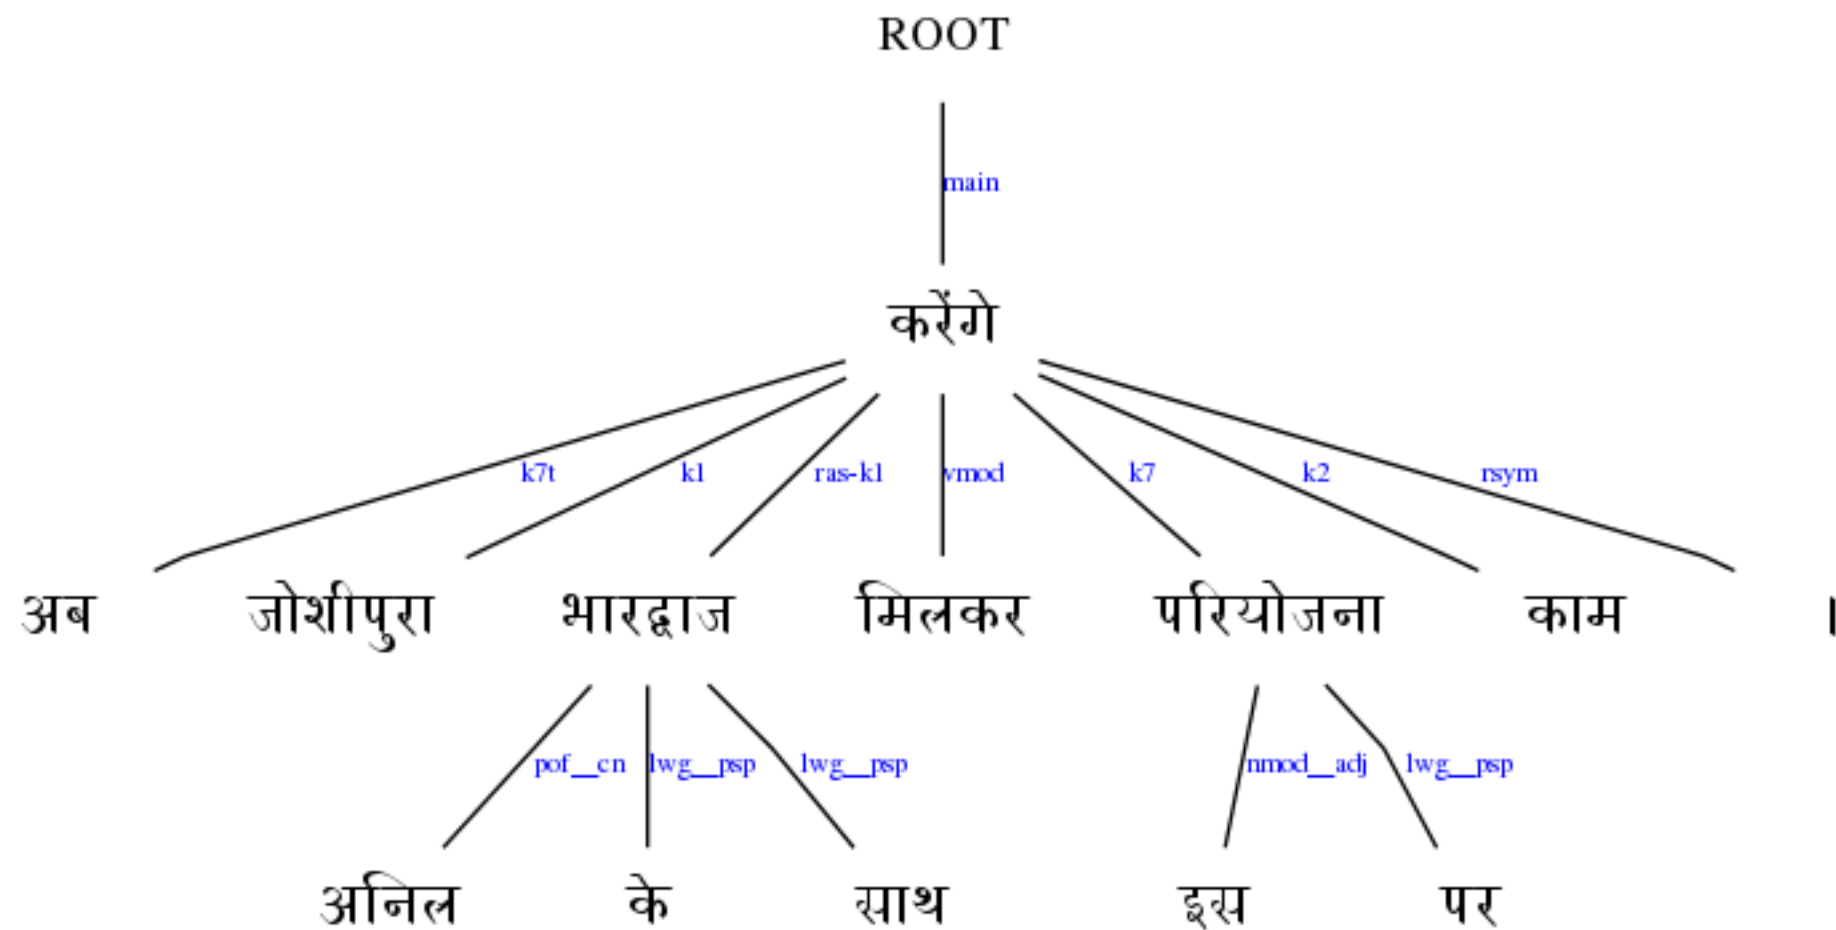 ROOT
main
करेंगे
k7t k1 ras-k1 vmod k7 k2 rsym
अब जोशीपुरा भारद्वाज मिलकर परियोजना काम ।
pof__cn lwg__psp lwg__psp nmod__adj lwg__psp
अनिल के साथ इस पर